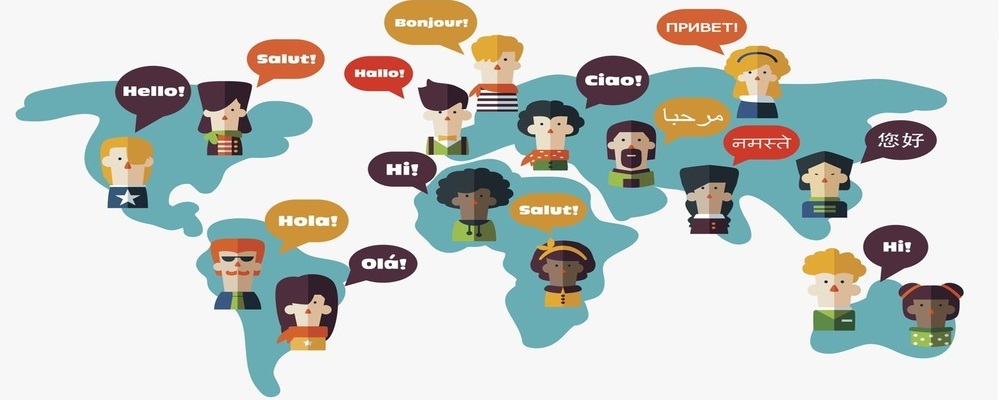 Bonjour!
ПРИВЕТ!
Salut!
Hallo!
Ciao!
Hello!
مرحبا
नमस्ते
您好
Hi!
Hola!
Salut!
Olá!
Hi!